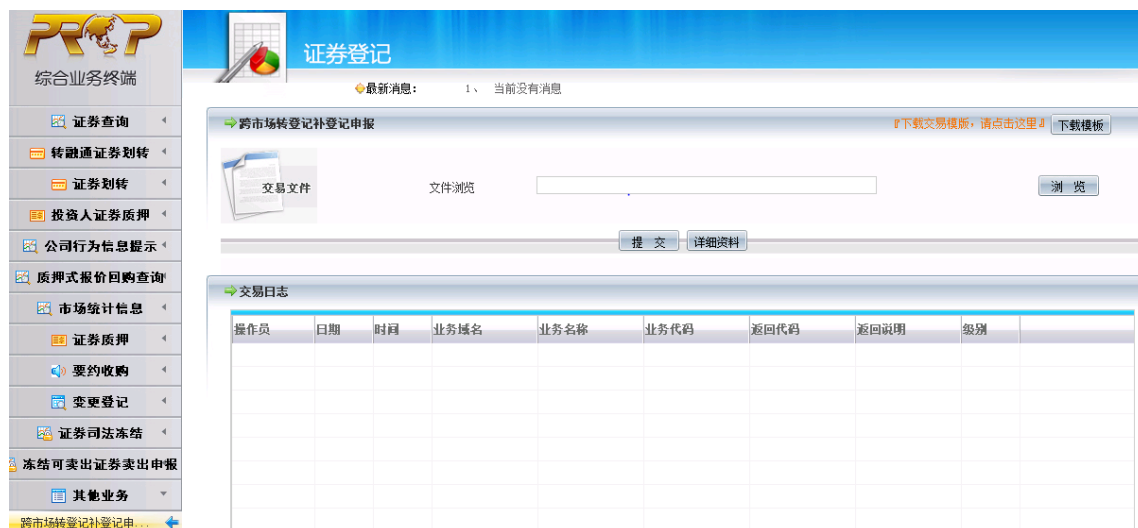 PROP
综合业务终端
证券登记
最新消息： 1、 当前没有消息
证券查询
转融通证券划转
证券划转
投资人证券质押
公司行为信息提示
质押式报价回购查询
市场统计信息
证券质押
要约收购
变更登记
证券司法冻结
冻结可卖出证券卖出申报
其他业务
跨市场转登记补登记申...
跨市场转登记补登记申报
『下载交易模版，请点击这里』 下载模板
交易文件 文件浏览 浏 览
提 交 详细资料
交易日志
操作员 日期 时间 业务域名 业务名称 业务代码 返回代码 返回说明 级别